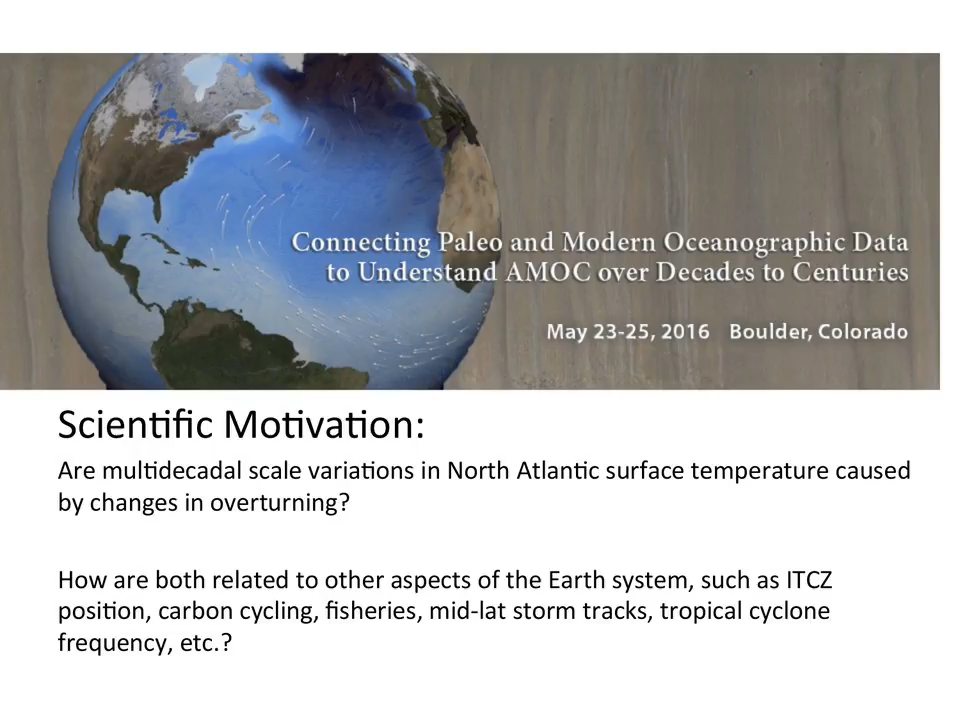 Connecting Paleo and Modern Oceanographic Data
to Understand AMOC over Decades to Centuries
May 23-25, 2016 Boulder, Colorado
Scientific Motivation:
Are multidecadal scale variations in North Atlantic surface temperature caused
by changes in overturning?
How are both related to other aspects of the Earth system, such as ITCZ
position, carbon cycling, fisheries, mid-lat storm tracks, tropical cyclone
frequency, etc.?